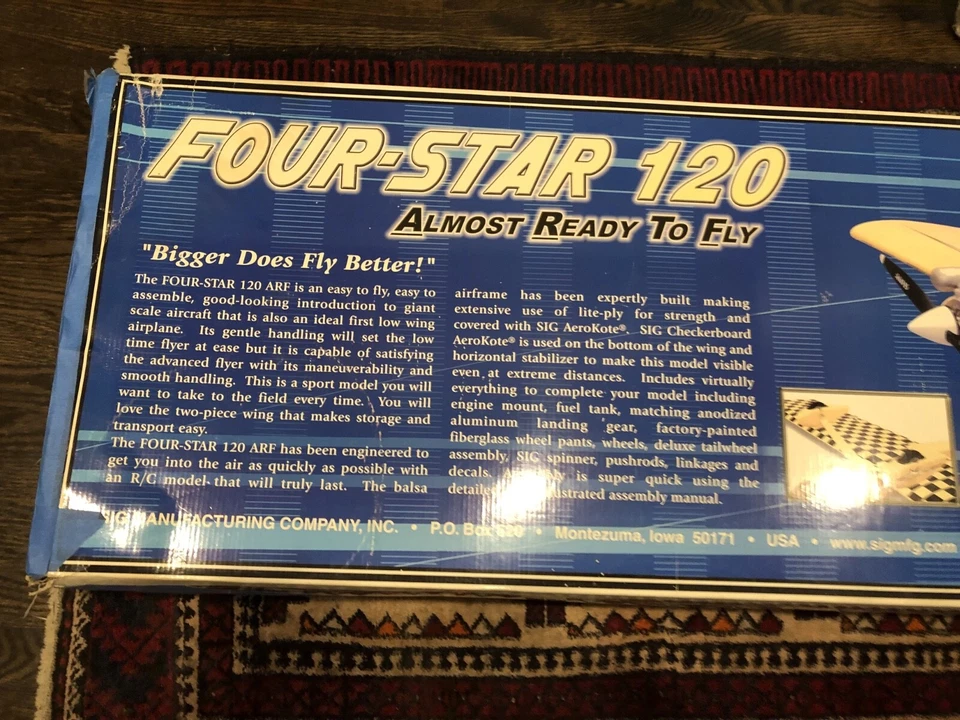 FOUR-STAR 120
ALMOST READY TO FLY
"Bigger Does Fly Better!"
The FOUR-STAR 120 ARF is an easy to fly, easy to
assemble, good-looking introduction to giant
scale aircraft that is also an ideal first low wing
airplane. Its gentle handling will set the low
time flyer at ease but it is capable of satisfying
the advanced flyer with its maneuverability and
smooth handling. This is a sport model you will
want to take to the field every time. You will
love the two-piece wing that makes storage and
transport easy.
The FOUR-STAR 120 ARF has been engineered to
get you into the air as quickly as possible with
an R/C model that will truly last. The balsa
airframe has been expertly built making
extensive use of lite-ply for strength and
covered with SIG AeroKote®. SIG Checkerboard
AeroKote® is used on the bottom of the wing and
horizontal stabilizer to make this model visible
even at extreme distances. Includes virtually
everything to complete your model including
engine mount, fuel tank, matching anodized
aluminum landing gear, factory-painted
fiberglass wheel pants, wheels, deluxe tailwheel
assembly, SIG spinner, pushrods, linkages and
decals. is super quick using the
assembly manual.
SIG MANUFACTURING COMPANY, INC. • P.O. Box • Montezuma, Iowa 50171 • USA • www.sigmfg.com